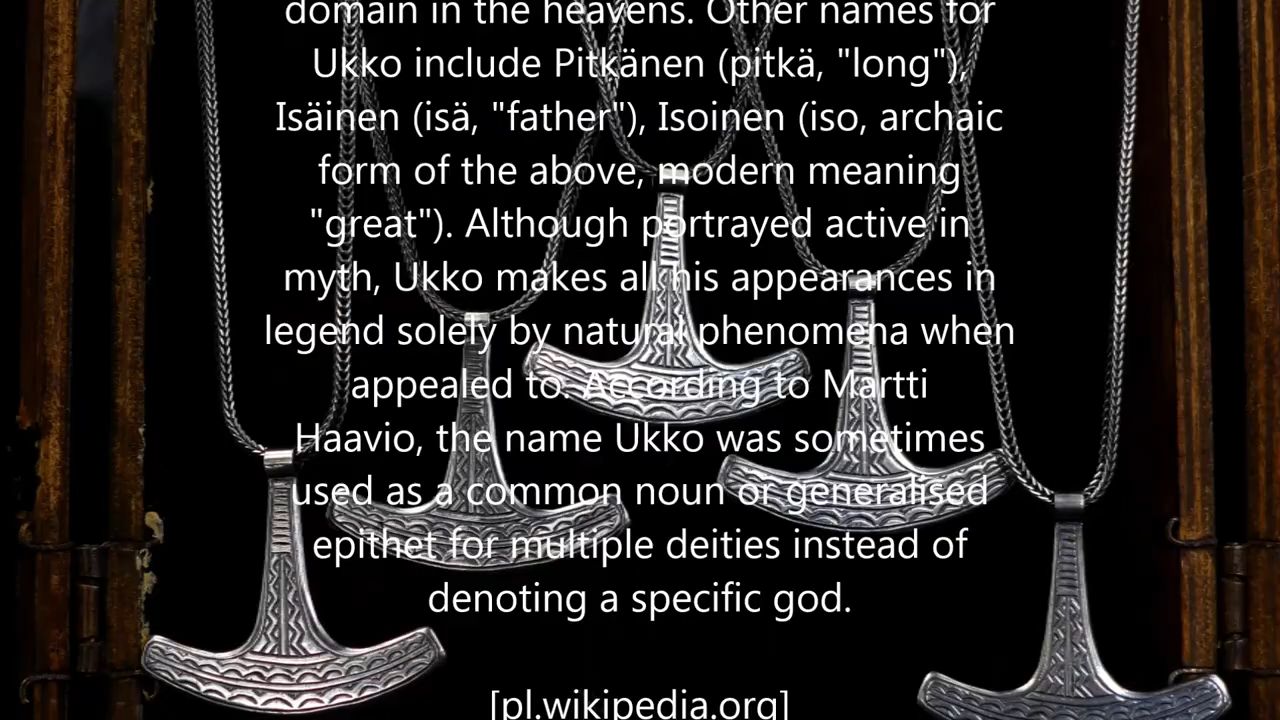 domain in the heavens. Other names for
Ukko include Pitkänen (pitkä, "long"),
Isäinen (isä, "father"), Isoinen (iso, archaic
form of the above, modern meaning
"great"). Although portrayed active in
myth, Ukko makes all his appearances in
legend solely by natural phenomena when
appealed to. According to Martti
Haavio, the name Ukko was sometimes
used as a common noun or generalised
epithet for multiple deities instead of
denoting a specific god.
[pl.wikipedia.org]